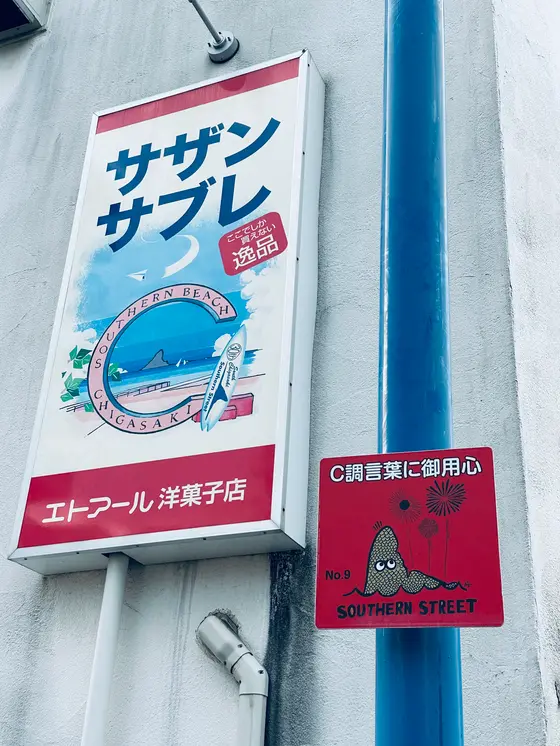 サザン
サブレ
ここでしか
買えない
逸品
SOUTHERN BEACH
CHIGASAKI
Southern Street
エトアール 洋菓子店
C調言葉に御用心
No.9
SOUTHERN STREET